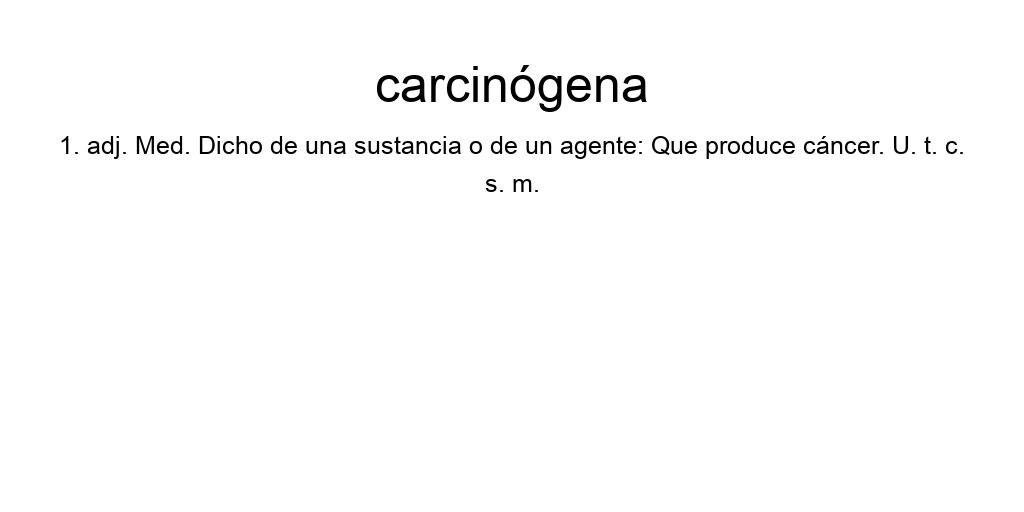 carcinógena
1. adj. Med. Dicho de una sustancia o de un agente: Que produce cáncer. U. t. c.
s. m.